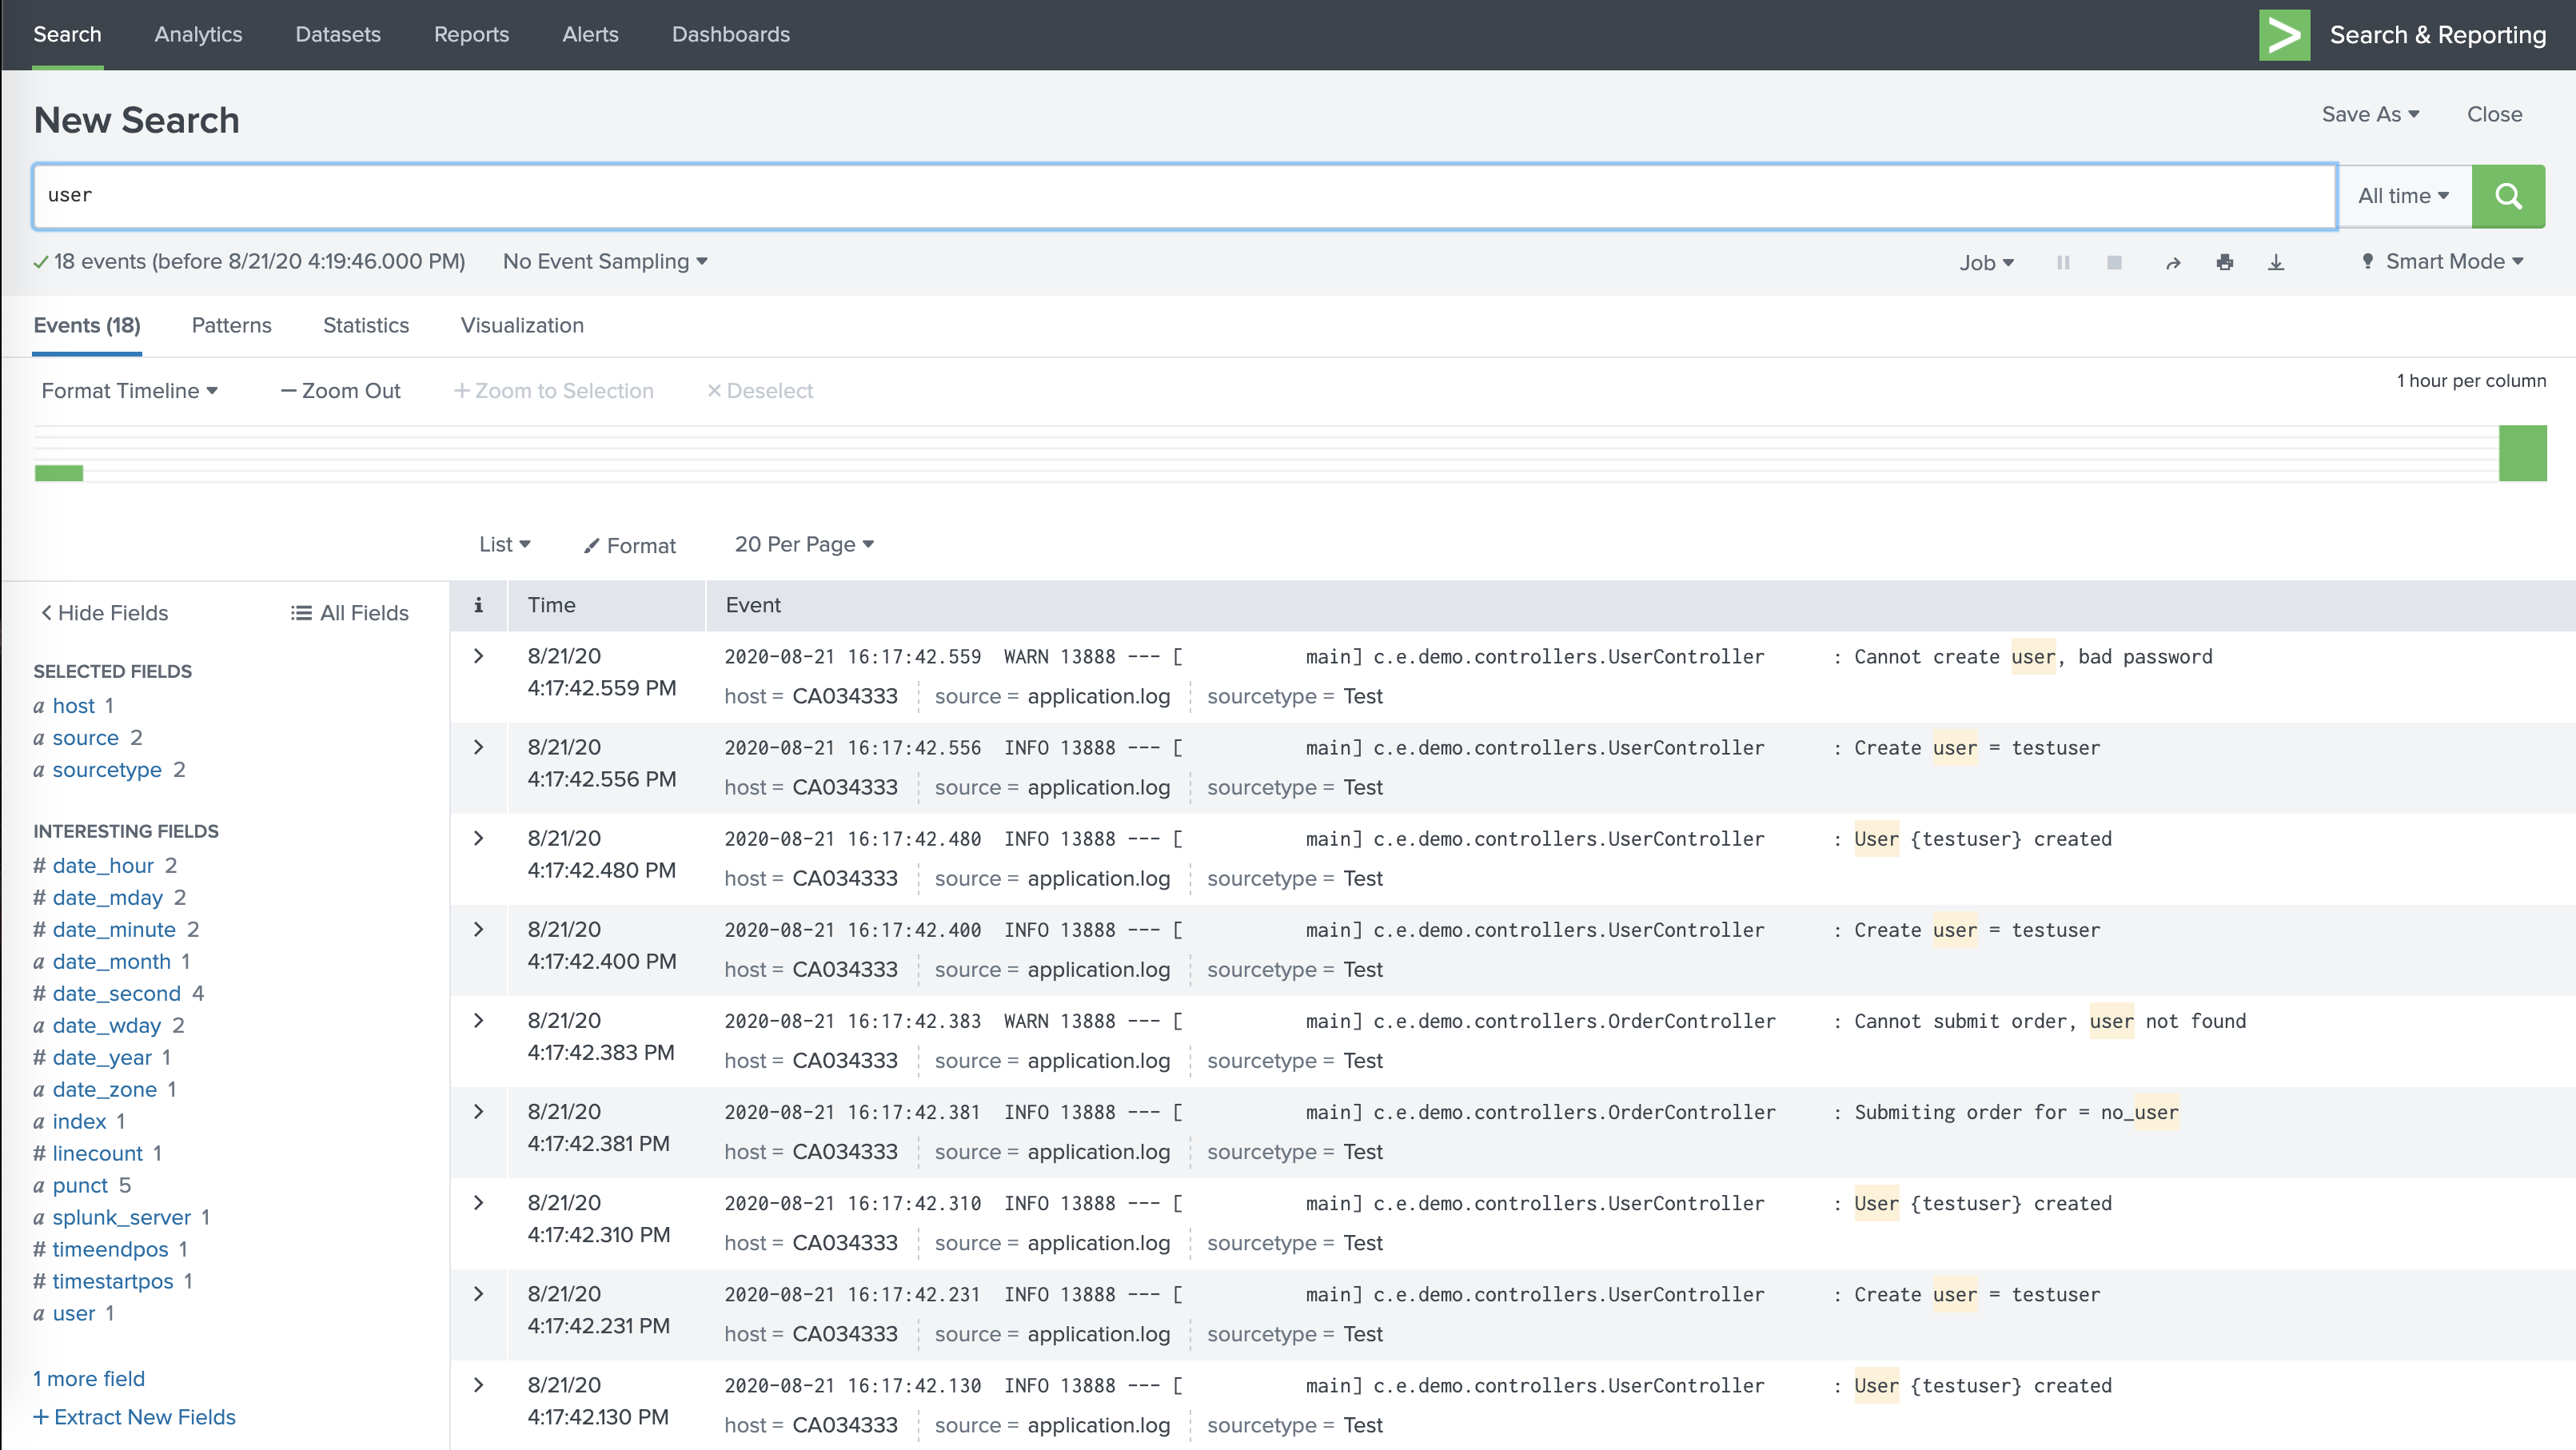 Search Analytics Datasets Reports Alerts Dashboards > Search & Reporting
New Search Save As Close
user All time
18 events (before 8/21/20 4:19:46.000 PM) No Event Sampling Job Smart Mode
Events (18) Patterns Statistics Visualization
Format Timeline — Zoom Out + Zoom to Selection × Deselect 1 hour per column
List Format 20 Per Page
< Hide Fields All Fields
SELECTED FIELDS
a host 1
a source 2
a sourcetype 2
INTERESTING FIELDS
# date_hour 2
# date_mday 2
# date_minute 2
a date_month 1
# date_second 4
a date_wday 2
# date_year 1
a date_zone 1
a index 1
# linecount 1
a punct 5
a splunk_server 1
# timeendpos 1
# timestartpos 1
a user 1
1 more field
+ Extract New Fields
i Time Event
> 8/21/20 2020-08-21 16:17:42.559 WARN 13888 --- [ main] c.e.demo.controllers.UserController : Cannot create user, bad password
4:17:42.559 PM host = CA034333 source = application.log sourcetype = Test
> 8/21/20 2020-08-21 16:17:42.556 INFO 13888 --- [ main] c.e.demo.controllers.UserController : Create user = testuser
4:17:42.556 PM host = CA034333 source = application.log sourcetype = Test
> 8/21/20 2020-08-21 16:17:42.480 INFO 13888 --- [ main] c.e.demo.controllers.UserController : User {testuser} created
4:17:42.480 PM host = CA034333 source = application.log sourcetype = Test
> 8/21/20 2020-08-21 16:17:42.400 INFO 13888 --- [ main] c.e.demo.controllers.UserController : Create user = testuser
4:17:42.400 PM host = CA034333 source = application.log sourcetype = Test
> 8/21/20 2020-08-21 16:17:42.383 WARN 13888 --- [ main] c.e.demo.controllers.OrderController : Cannot submit order, user not found
4:17:42.383 PM host = CA034333 source = application.log sourcetype = Test
> 8/21/20 2020-08-21 16:17:42.381 INFO 13888 --- [ main] c.e.demo.controllers.OrderController : Submiting order for = no_user
4:17:42.381 PM host = CA034333 source = application.log sourcetype = Test
> 8/21/20 2020-08-21 16:17:42.310 INFO 13888 --- [ main] c.e.demo.controllers.UserController : User {testuser} created
4:17:42.310 PM host = CA034333 source = application.log sourcetype = Test
> 8/21/20 2020-08-21 16:17:42.231 INFO 13888 --- [ main] c.e.demo.controllers.UserController : Create user = testuser
4:17:42.231 PM host = CA034333 source = application.log sourcetype = Test
> 8/21/20 2020-08-21 16:17:42.130 INFO 13888 --- [ main] c.e.demo.controllers.UserController : User {testuser} created
4:17:42.130 PM host = CA034333 source = application.log sourcetype = Test